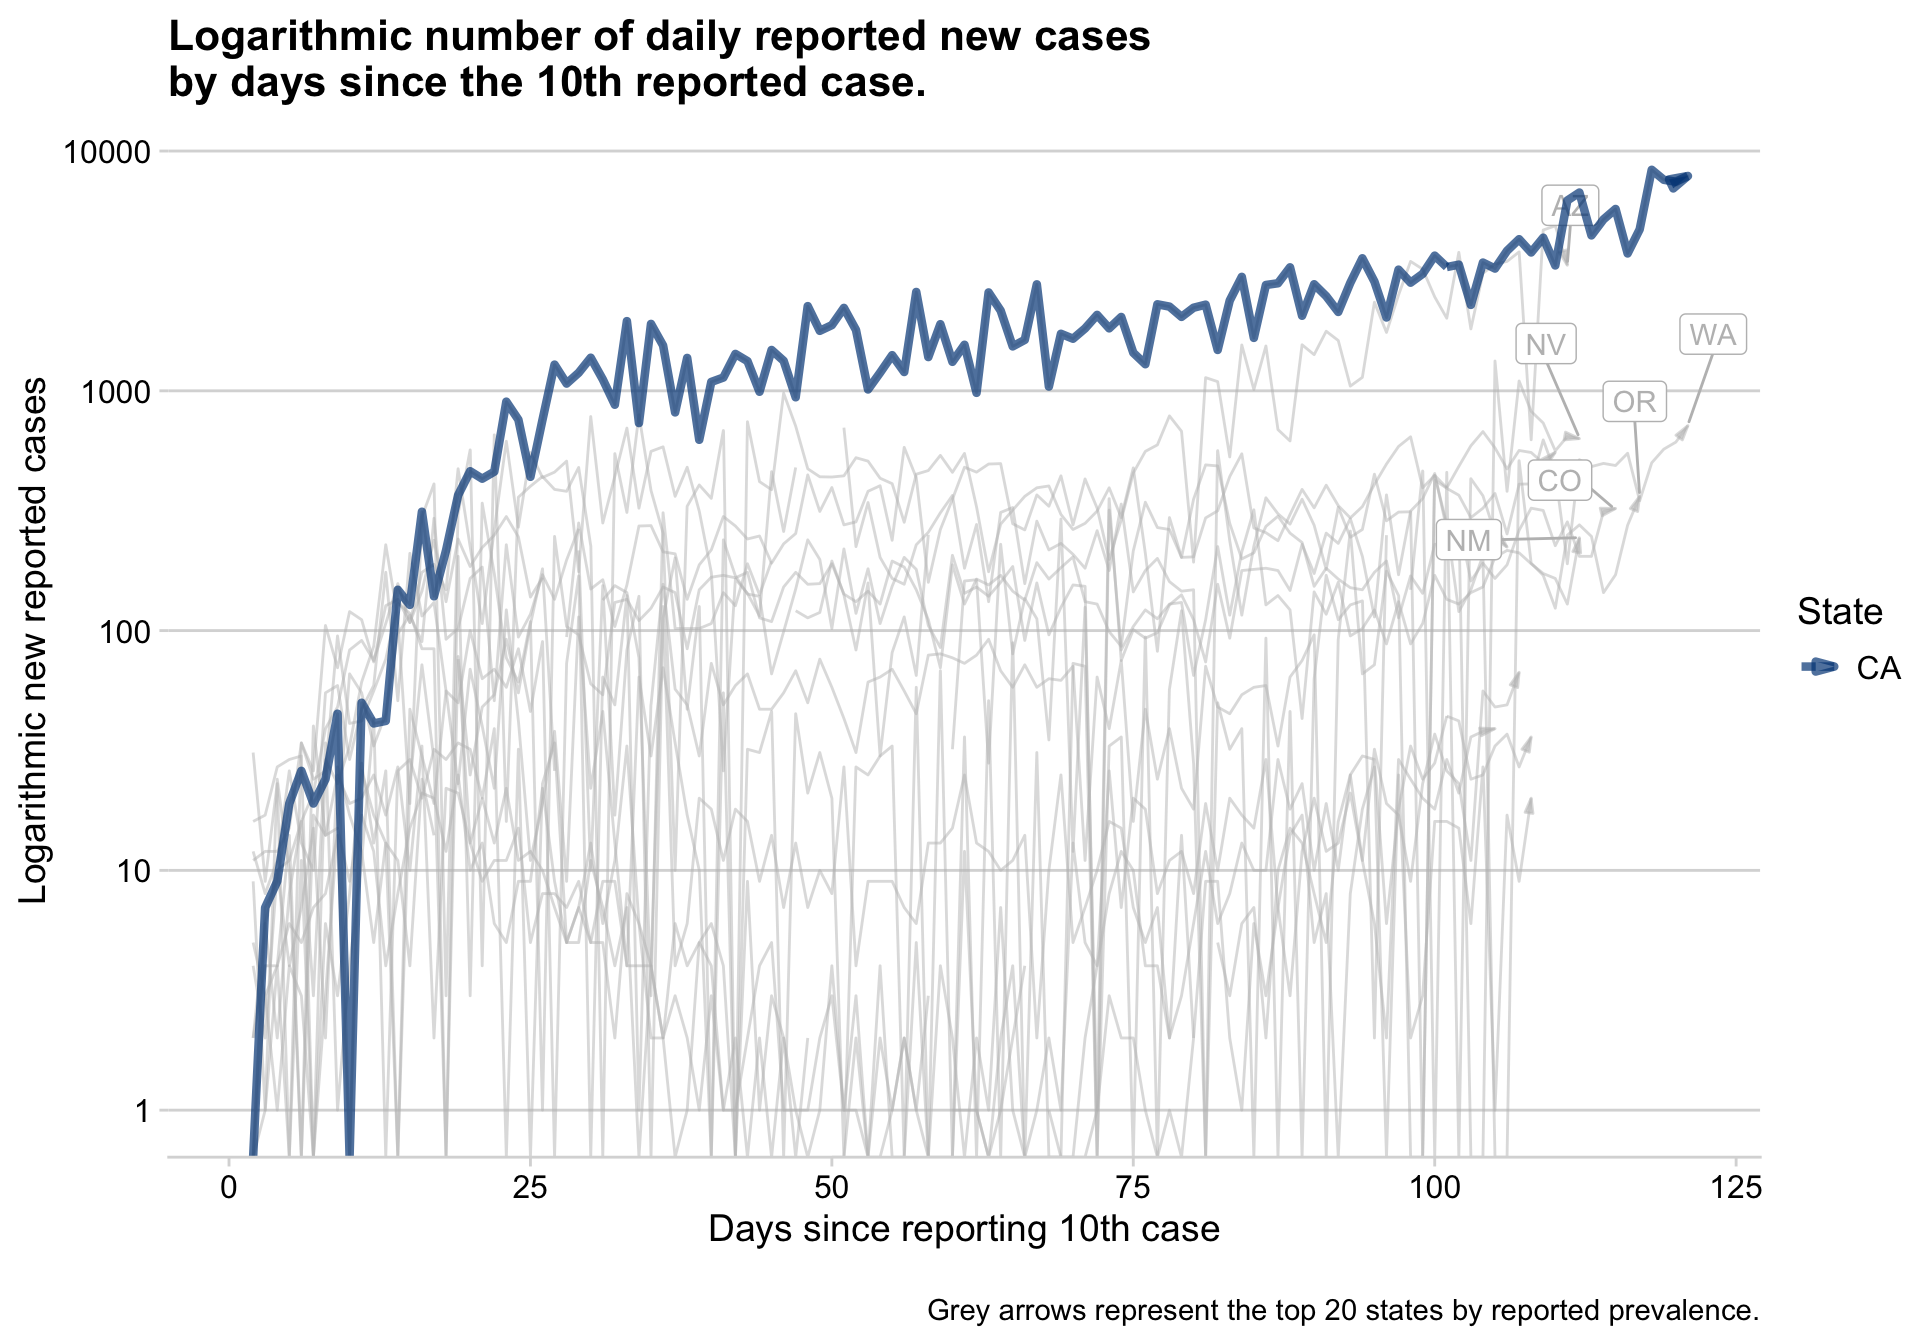 Logarithmic number of daily reported new cases
by days since the 10th reported case.
Logarithmic new reported cases
10000
1000
100
10
1
AZ
NV
WA
OR
CO
NM
State
CA
0
25
50
75
100
125
Days since reporting 10th case
Grey arrows represent the top 20 states by reported prevalence.